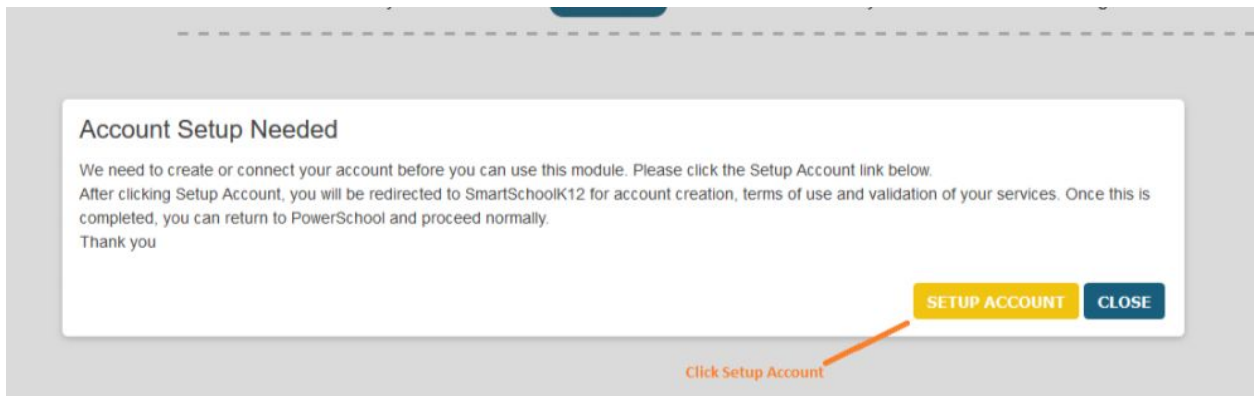 Account Setup Needed
We need to create or connect your account before you can use this module. Please click the Setup Account link below.
After clicking Setup Account, you will be redirected to SmartSchoolK12 for account creation, terms of use and validation of your services. Once this is
completed, you can return to PowerSchool and proceed normally.
Thank you
SETUP ACCOUNT CLOSE
Click Setup Account